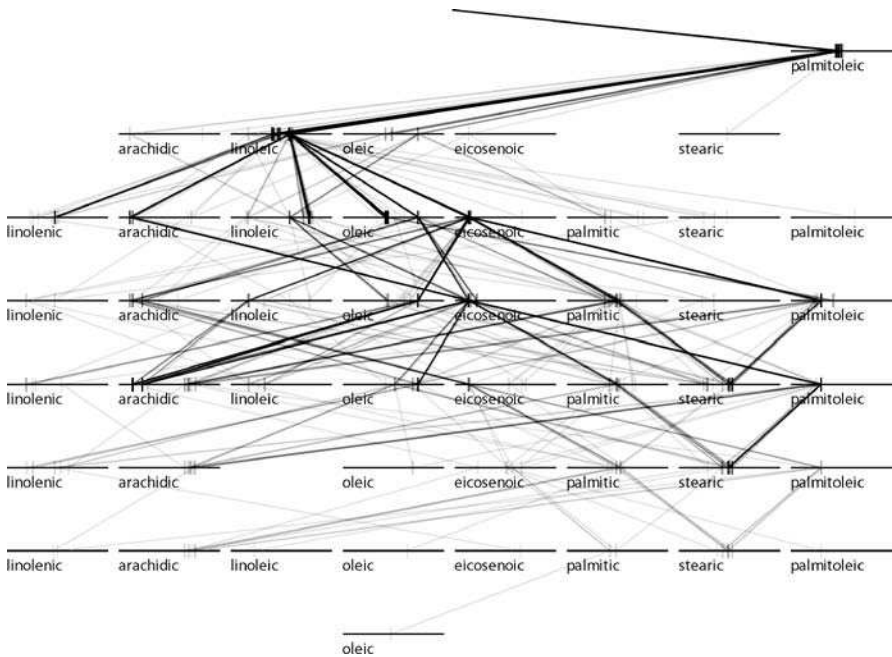 palmitoleic
arachidic linoleic oleic eicosenoic stearic
linolenic arachidic linoleic oleic eicosenoic palmitic stearic palmitoleic
linolenic arachidic linoleic oleic eicosenoic palmitic stearic palmitoleic
linolenic arachidic linoleic oleic eicosenoic palmitic stearic palmitoleic
linolenic arachidic oleic eicosenoic palmitic stearic palmitoleic
linolenic arachidic linoleic oleic eicosenoic palmitic stearic palmitoleic
oleic